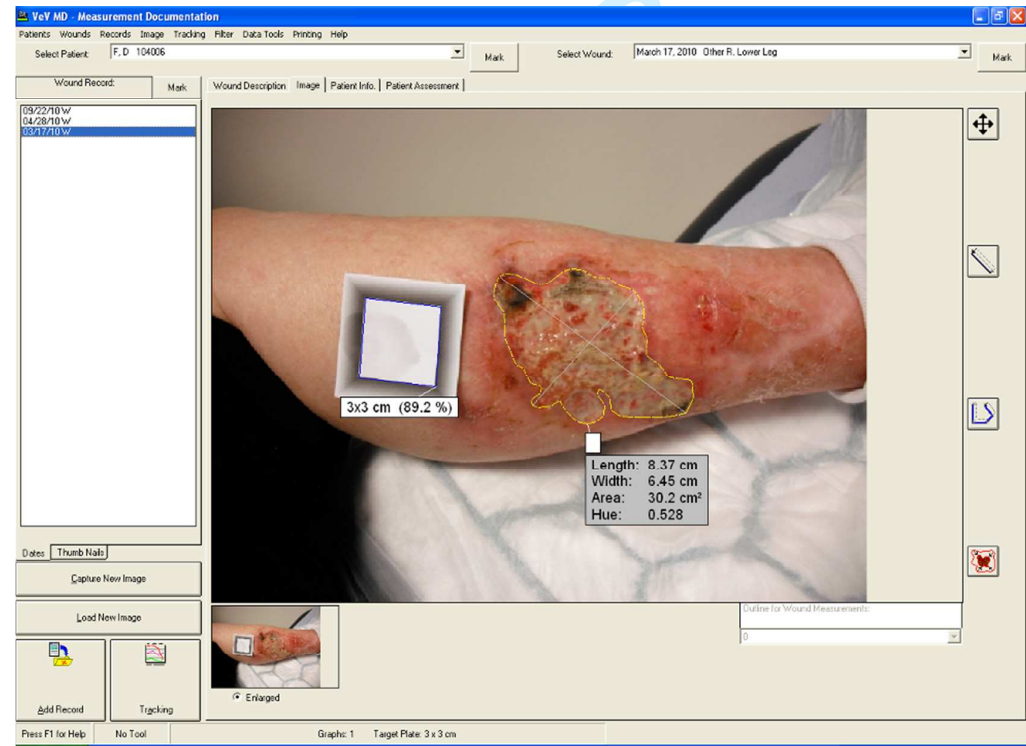 VeV MD - Measurement Documentation
Patients Wounds Records Image Tracking Filter Data Tools Printing Help
Select Patient: F, D 104006 Mark Select Wound: March 17, 2010 Other R. Lower Leg Mark
Wound Record: Mark
Wound Description Image Patient Info. Patient Assessment
09/22/10 W
04/28/10 W
03/17/10 W
3x3 cm (89.2 %)
Length: 8.37 cm
Width: 6.45 cm
Area: 30.2 cm²
Hue: 0.528
Dates Thumb Nails
Capture New Image
Load New Image
Outline for Wound Measurements:
0
Enlarged
Add Record Tracking
Press F1 for Help No Tool Graphs: 1 Target Plate: 3 x 3 cm